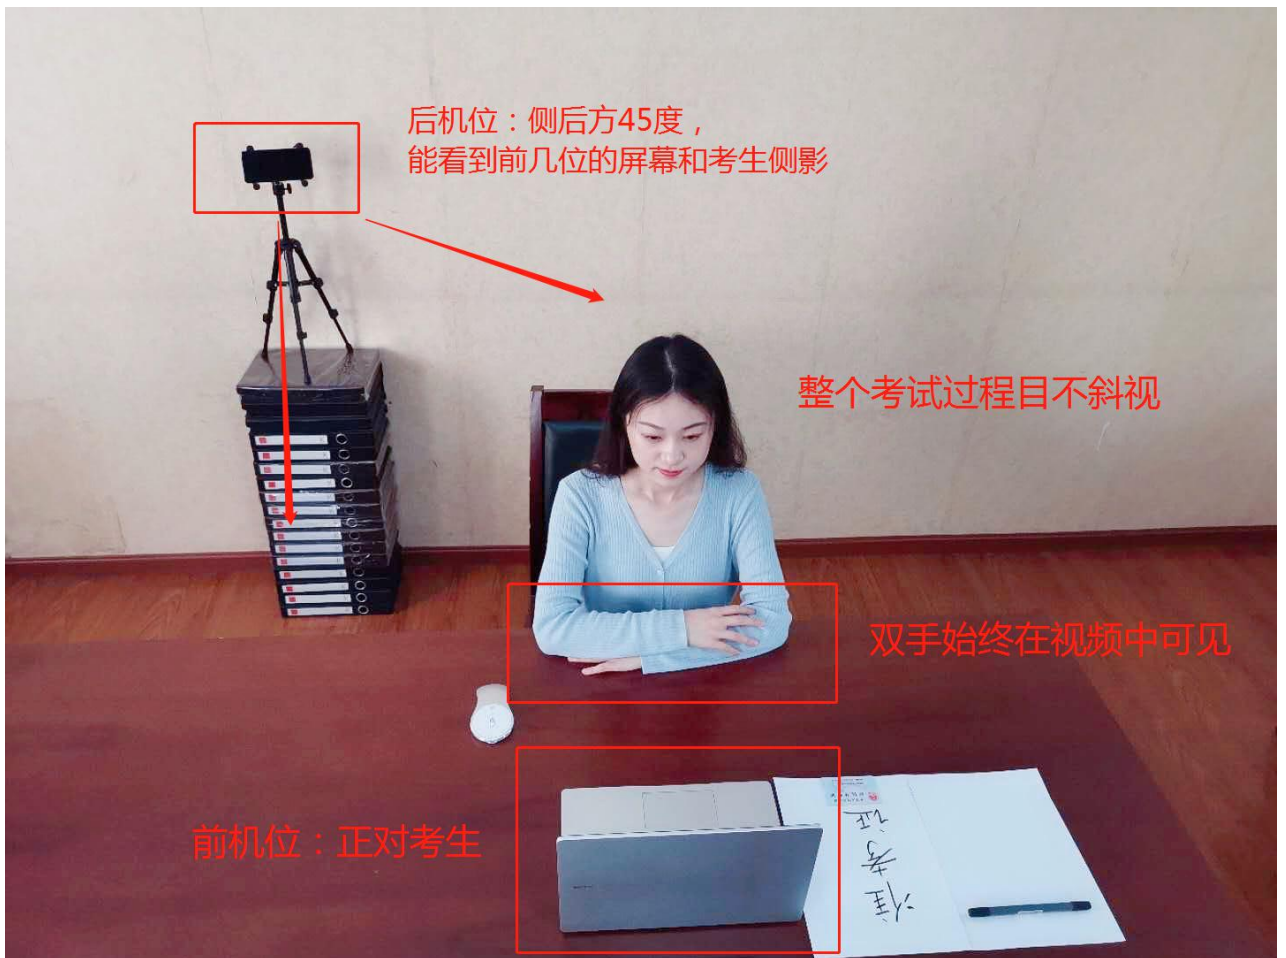 后机位：侧后方45度，
能看到前几位的屏幕和考生侧影
整个考试过程目不斜视
双手始终在视频中可见
前机位：正对考生
准考证